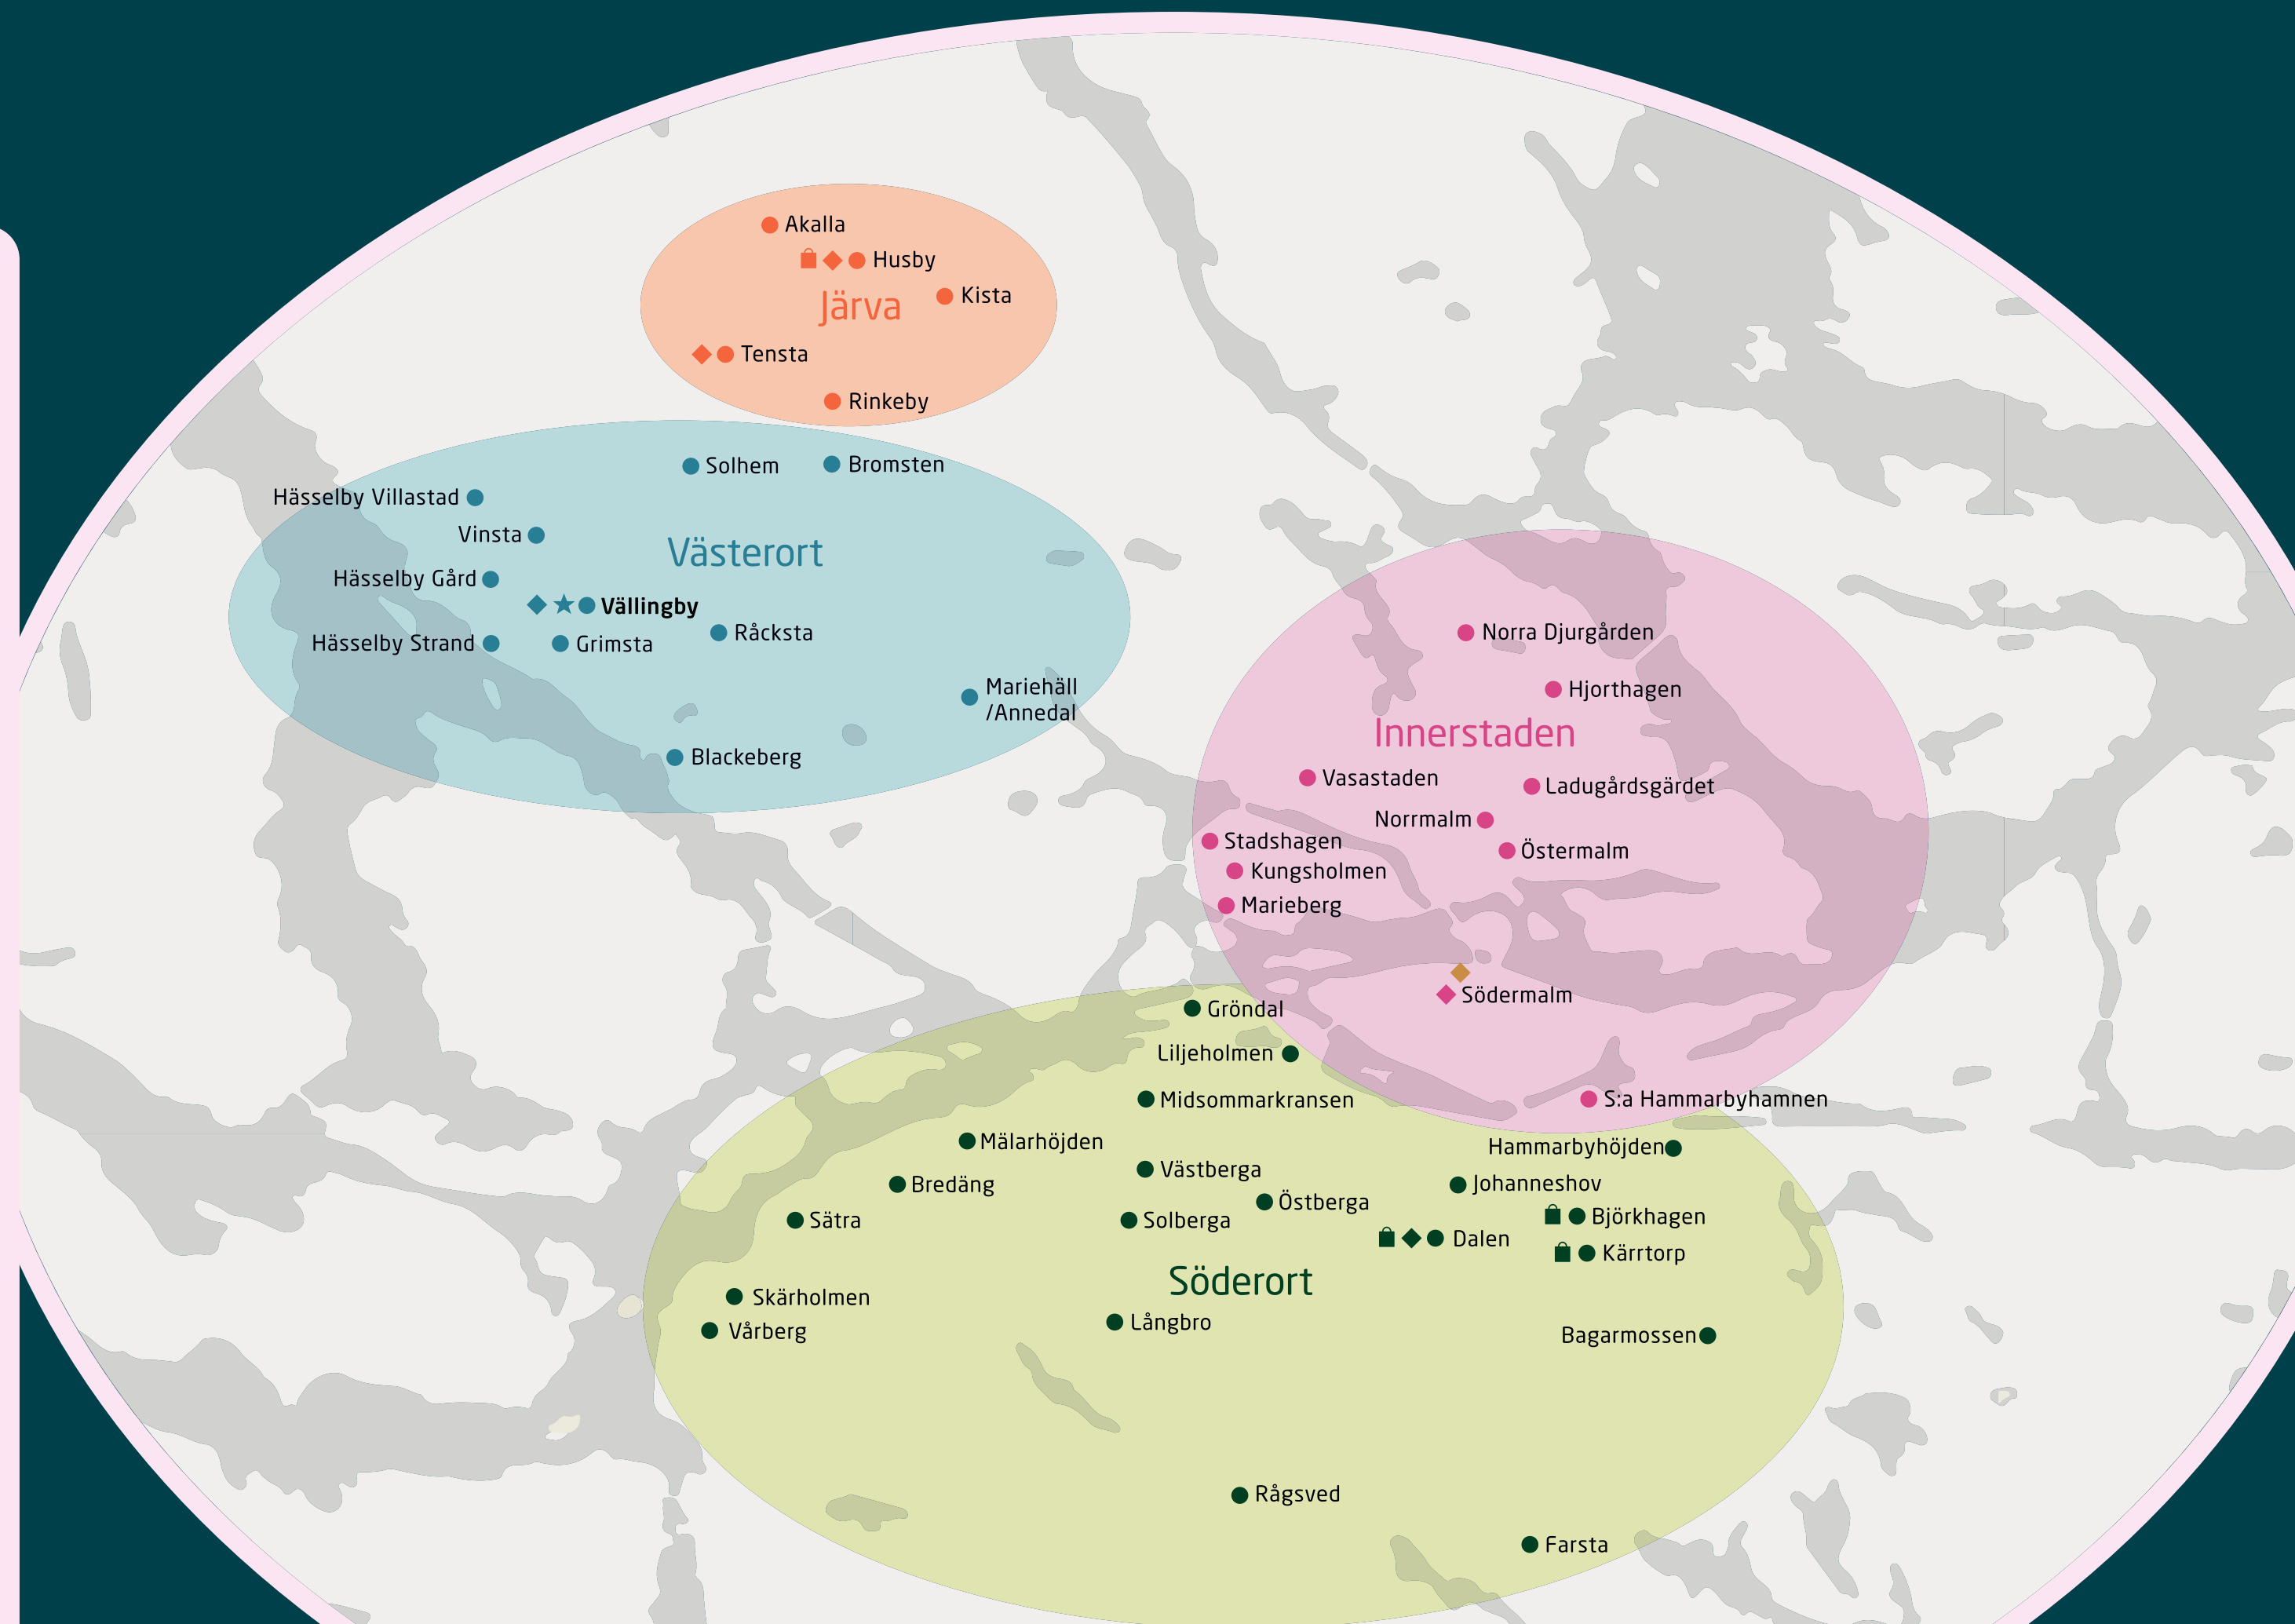 Akalla
Husby
Kista
Järva
Tensta
Rinkeby
Solhem
Bromsten
Hässelby Villastad
Vinsta
Västerort
Hässelby Gård
Vällingby
Råcksta
Hässelby Strand
Grimsta
Mariehäll
/Annedal
Blackeberg
Norra Djurgården
Hjorthagen
Innerstaden
Vasastaden
Ladugårdsgärdet
Norrmalm
Stadshagen
Östermalm
Kungsholmen
Marieberg
Södermalm
Gröndal
Liljeholmen
Midsommarkransen
S:a Hammarbyhamnen
Mälarhöjden
Hammarbyhöjden
Västberga
Bredäng
Johanneshov
Östberga
Sätra
Solberga
Björkhagen
Dalen
Kärrtorp
Söderort
Skärholmen
Långbro
Vårberg
Bagarmossen
Rågsved
Farsta